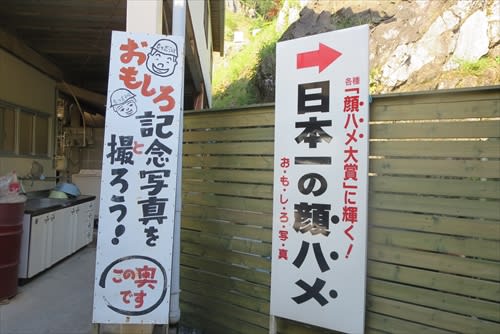 おもしろ記念写真を
と撮ろう!
この奥
です
各種「顔ハメ大賞」に輝く!
日本一の顔ハメ
お・も・し・ろ・写・真